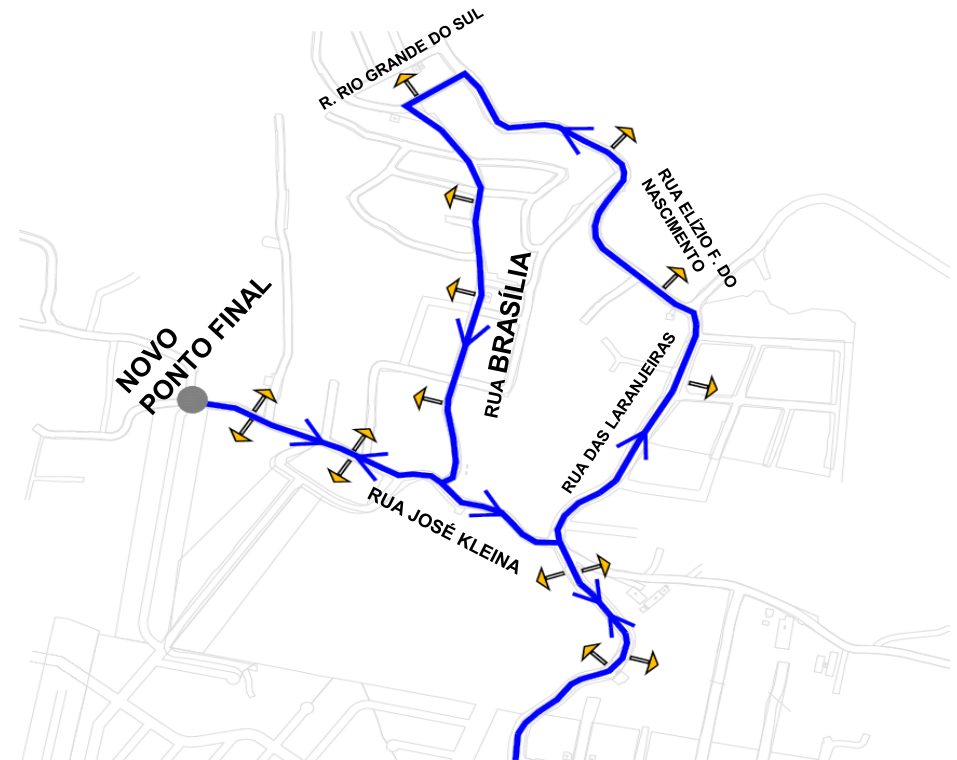 R. RIO GRANDE DO SUL
RUA ELÍZIO F. DO
NASCIMENTO
NOVO
PONTO FINAL
RUA BRASÍLIA
RUA DAS LARANJEIRAS
RUA JOSÉ KLEINA